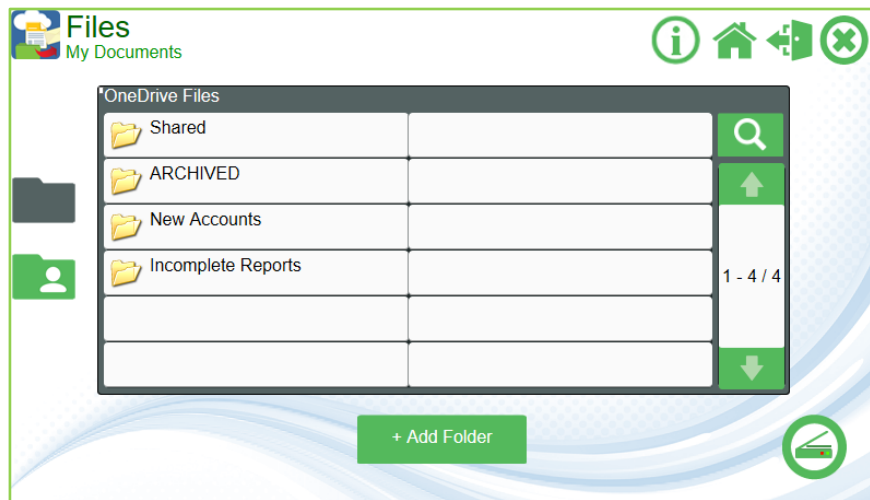 Files
My Documents
OneDrive Files
Shared
ARCHIVED
New Accounts
Incomplete Reports
1 - 4 / 4
+ Add Folder